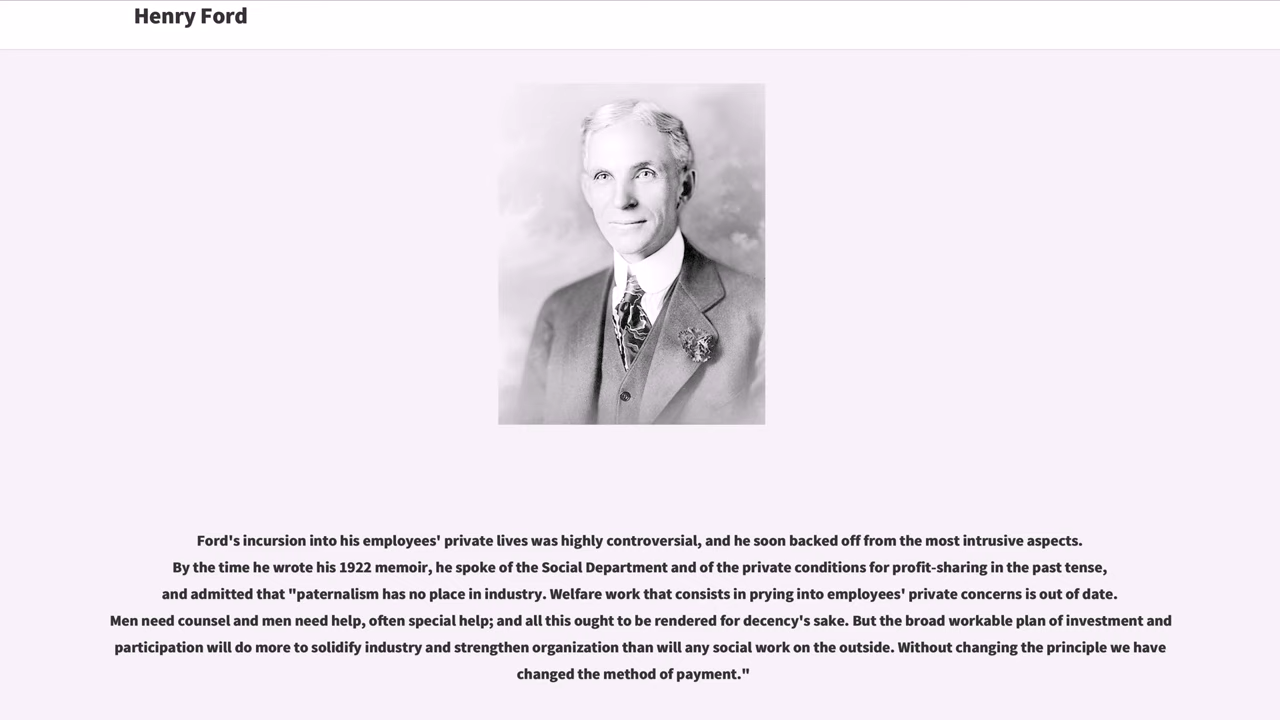 Henry Ford
Ford's incursion into his employees' private lives was highly controversial, and he soon backed off from the most intrusive aspects.
By the time he wrote his 1922 memoir, he spoke of the Social Department and of the private conditions for profit-sharing in the past tense,
and admitted that "paternalism has no place in industry. Welfare work that consists in prying into employees' private concerns is out of date.
Men need counsel and men need help, often special help; and all this ought to be rendered for decency's sake. But the broad workable plan of investment and
participation will do more to solidify industry and strengthen organization than will any social work on the outside. Without changing the principle we have
changed the method of payment."